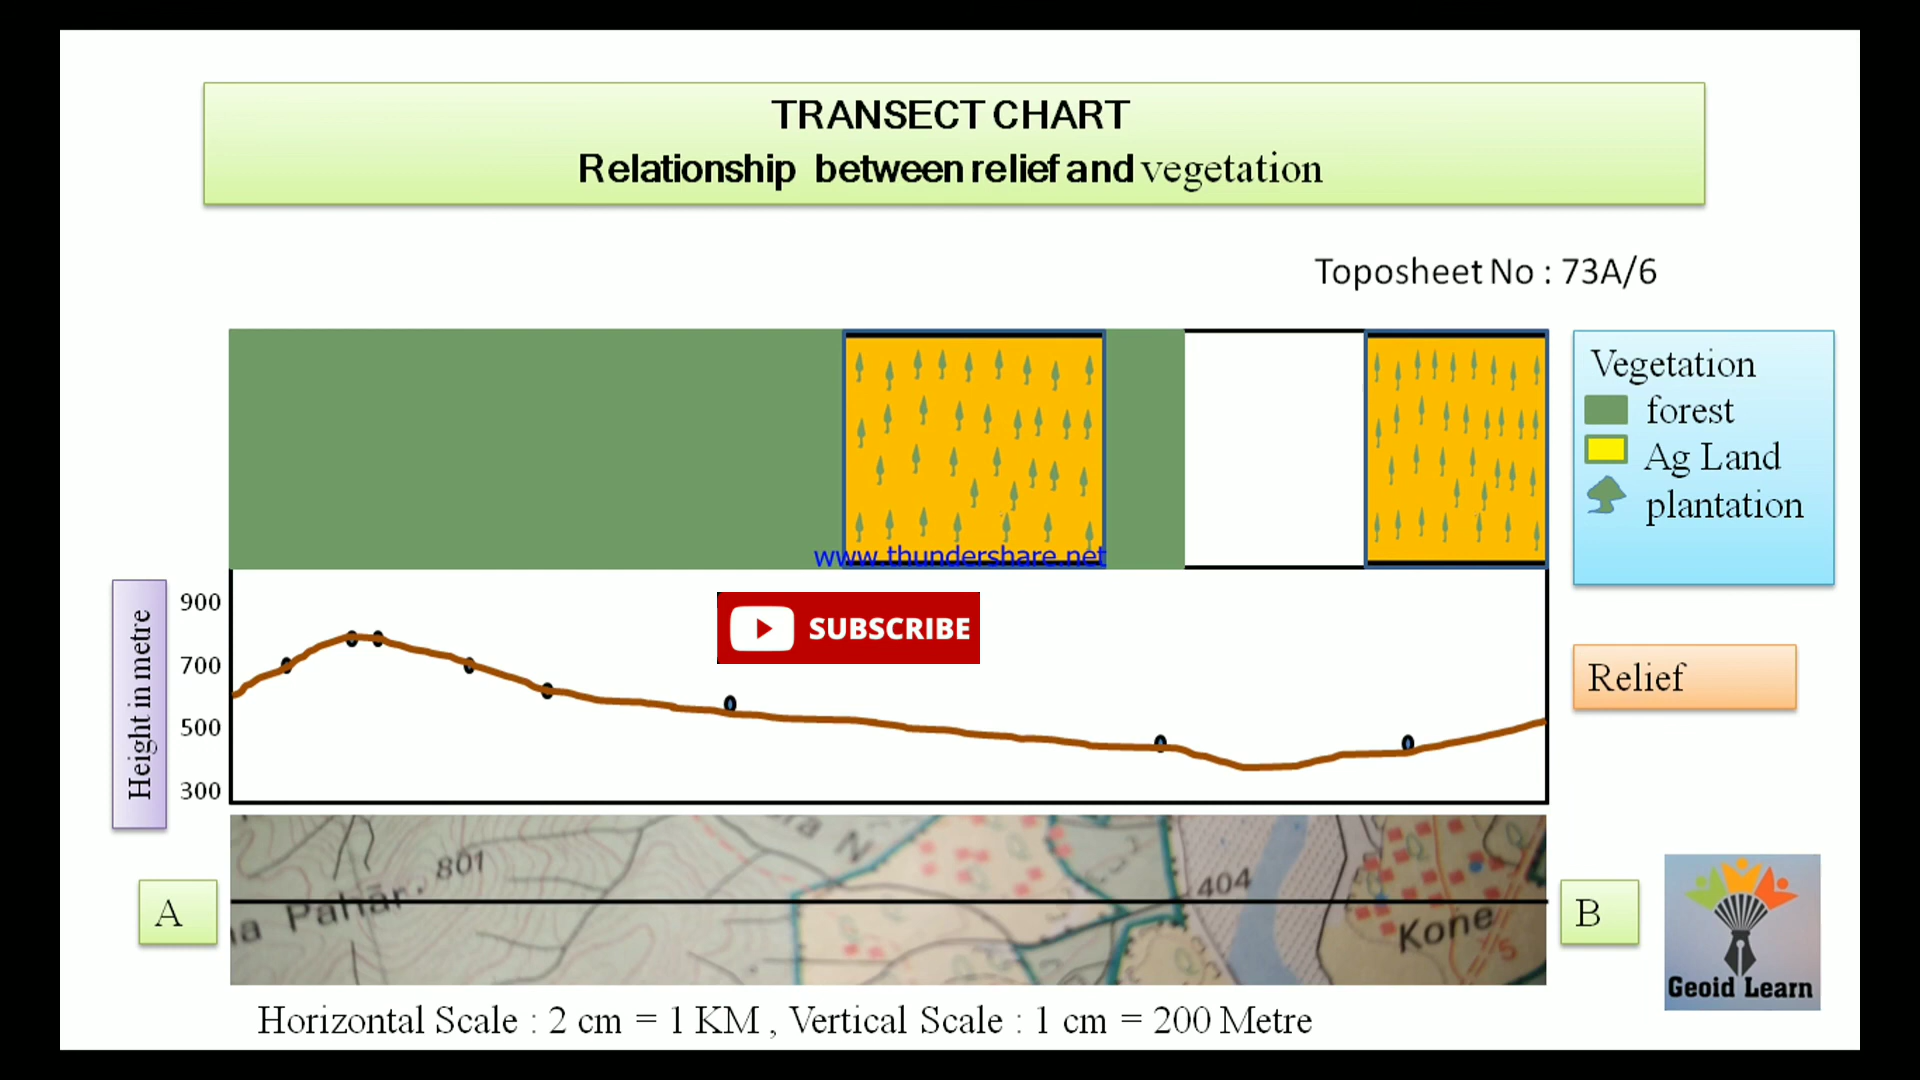 TRANSECT CHART
Relationship between relief and vegetation
Toposheet No : 73A/6
Vegetation
forest
Ag Land
plantation
www.thundershare.net
Height in metre
900
700
500
300
SUBSCRIBE
Relief
801
Pahar.
404
Kone
5
A
B
Geoid Learn
Horizontal Scale : 2 cm = 1 KM , Vertical Scale : 1 cm = 200 Metre